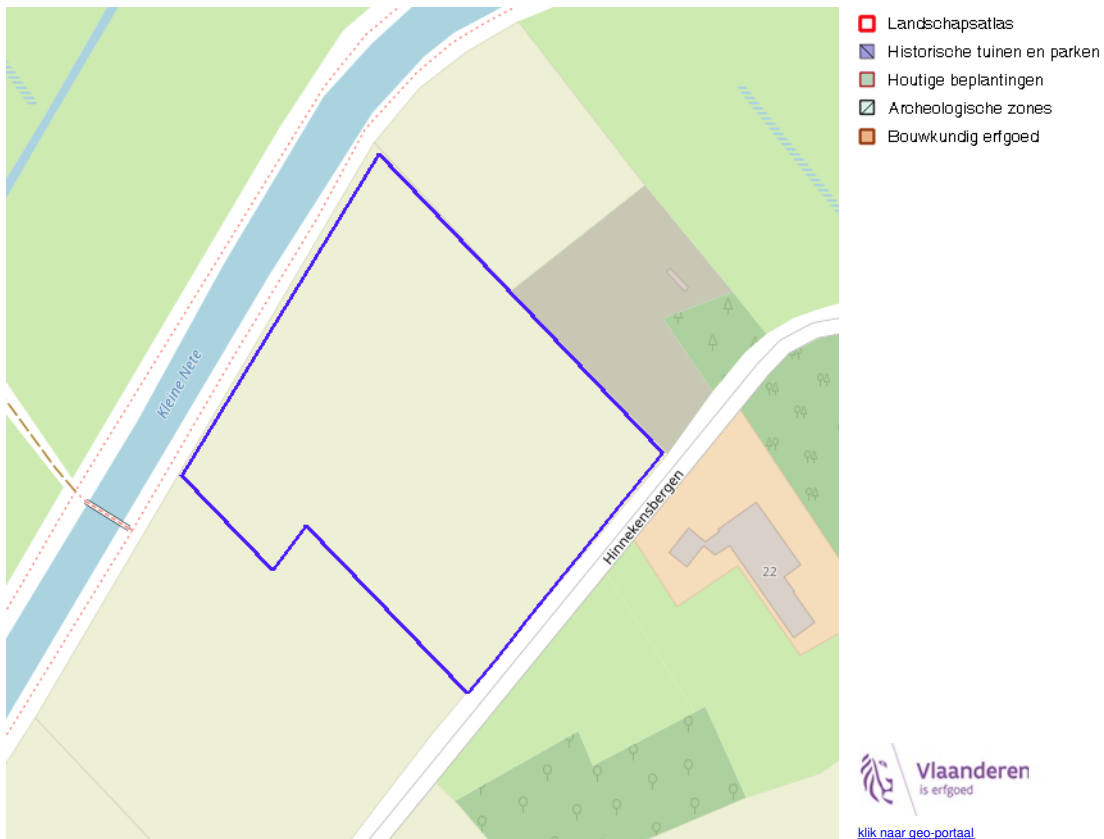 Landschapsatlas
Historische tuinen en parken
Houtige beplantingen
Archeologische zones
Bouwkundig erfgoed
Kleine Nete
Hinnekensbergen
22
Vlaanderen
is erfgoed
klik naar geo-portaal